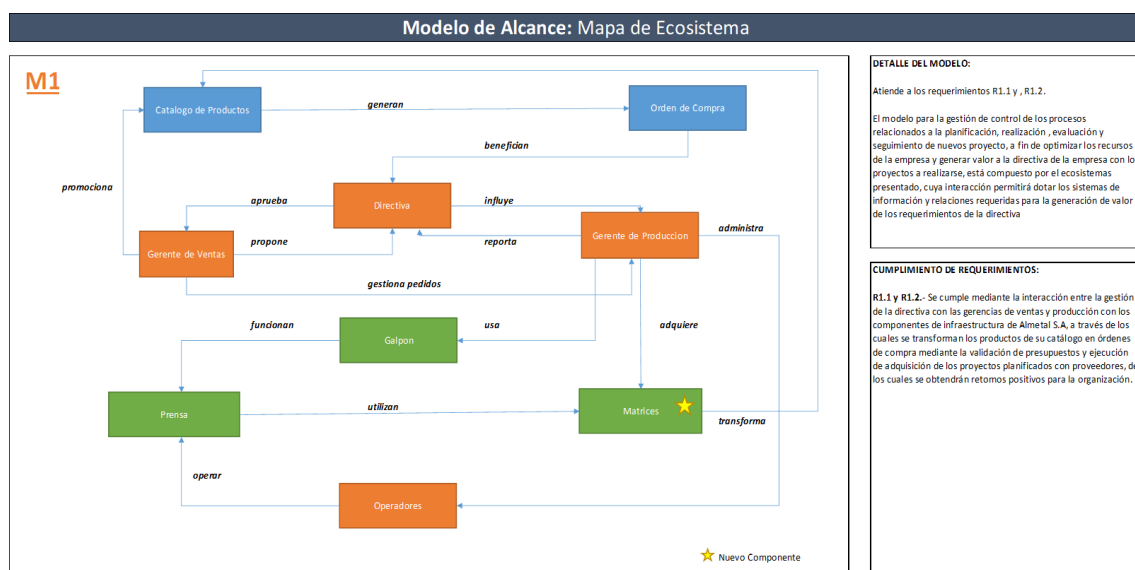 Modelo de Alcance: Mapa de Ecosistema
M1
Catalogo de Productos
generan
Orden de Compra
benefician
promociona
aprueba
Directiva
influye
Gerente de Ventas
propone
reporta
Gerente de Produccion
administra
gestiona pedidos
funcionan
Galpon
usa
adquiere
Prensa
utilizan
Matrices
transforma
operar
Operadores
Nuevo Componente
DETALLE DEL MODELO:
Atiende a los requerimientos R1.1 y , R1.2.
El modelo para la gestión de control de los procesos
relacionados a la planificación, realización , evaluación y
seguimiento de nuevos proyecto, a fin de optimizar los recursos
de la empresa y generar valor a la directiva de la empresa con lo
proyectos a realizarse, está compuesto por el ecosistemas
presentado, cuya interacción permitirá dotar los sistemas de
información y relaciones requeridas para la generación de valor
de los requerimientos de la directiva
CUMPLIMIENTO DE REQUERIMIENTOS:
R1.1 y R1.2.- Se cumple mediante la interacción entre la gestión
de la directiva con las gerencias de ventas y producción con los
componentes de infraestructura de Almetal S.A, a través de los
cuales se transforman los productos de su catálogo en órdenes
de compra mediante la validación de presupuestos y ejecución
de adquisición de los proyectos planificados con proveedores, de
los cuales se obtendrán retornos positivos para la organización.